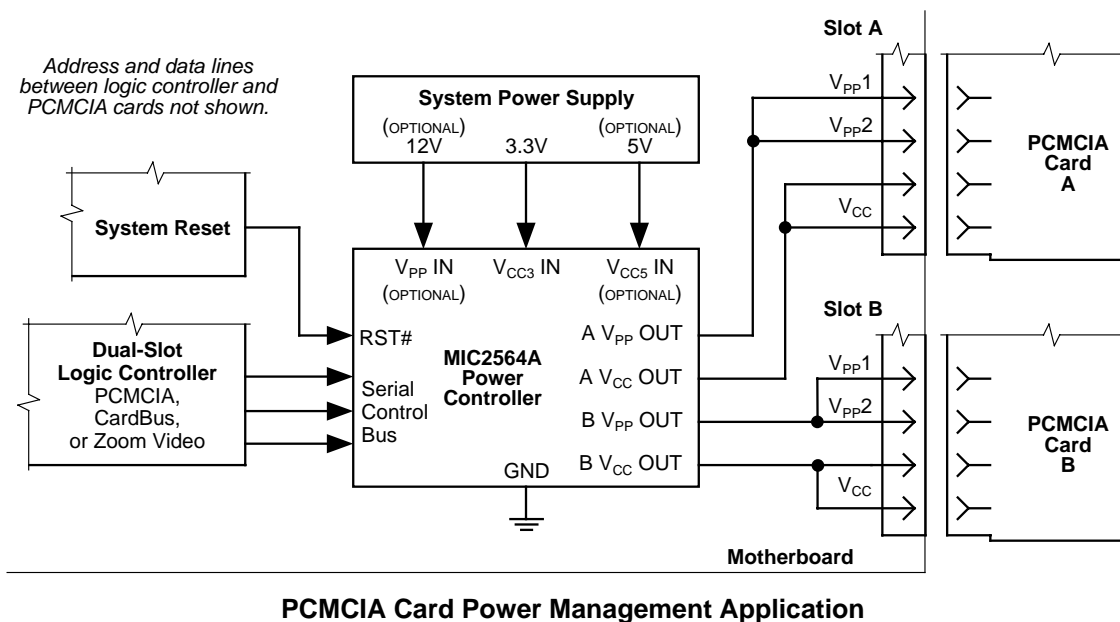 Address and data lines
between logic controller and
PCMCIA cards not shown.
System Power Supply
(OPTIONAL)
12V
3.3V
(OPTIONAL)
5V
System Reset
Dual-Slot
Logic Controller
PCMCIA,
CardBus,
or Zoom Video
VPP IN
(OPTIONAL)
VCC3 IN
VCC5 IN
(OPTIONAL)
RST#
Serial
Control
Bus
MIC2564A
Power
Controller
A VPP OUT
A VCC OUT
B VPP OUT
B VCC OUT
GND
Slot A
VPP1
VPP2
VCC
PCMCIA
Card
A
Slot B
VPP1
VPP2
VCC
PCMCIA
Card
B
Motherboard
PCMCIA Card Power Management Application